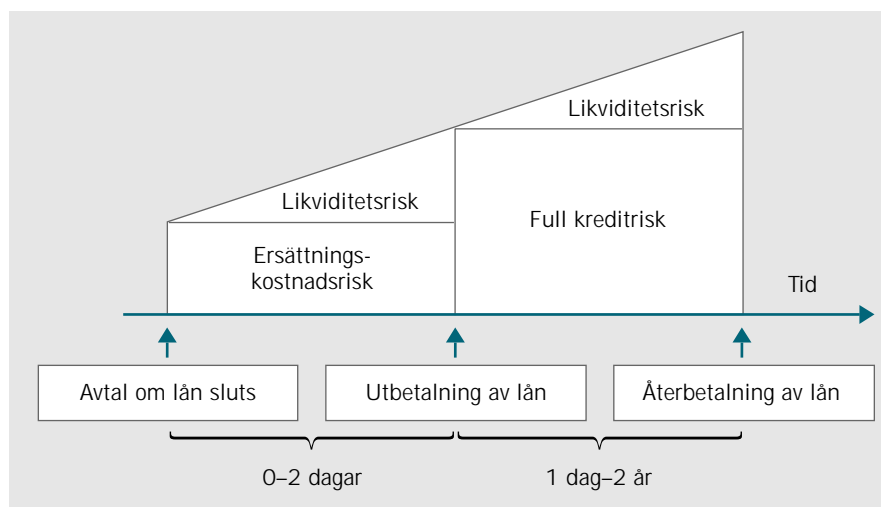 Likviditetsrisk
Likviditetsrisk
Full kreditrisk
Ersättnings-
kostnadsrisk
Tid
Avtal om lån sluts
Utbetalning av lån
Återbetalning av lån
0–2 dagar
1 dag–2 år